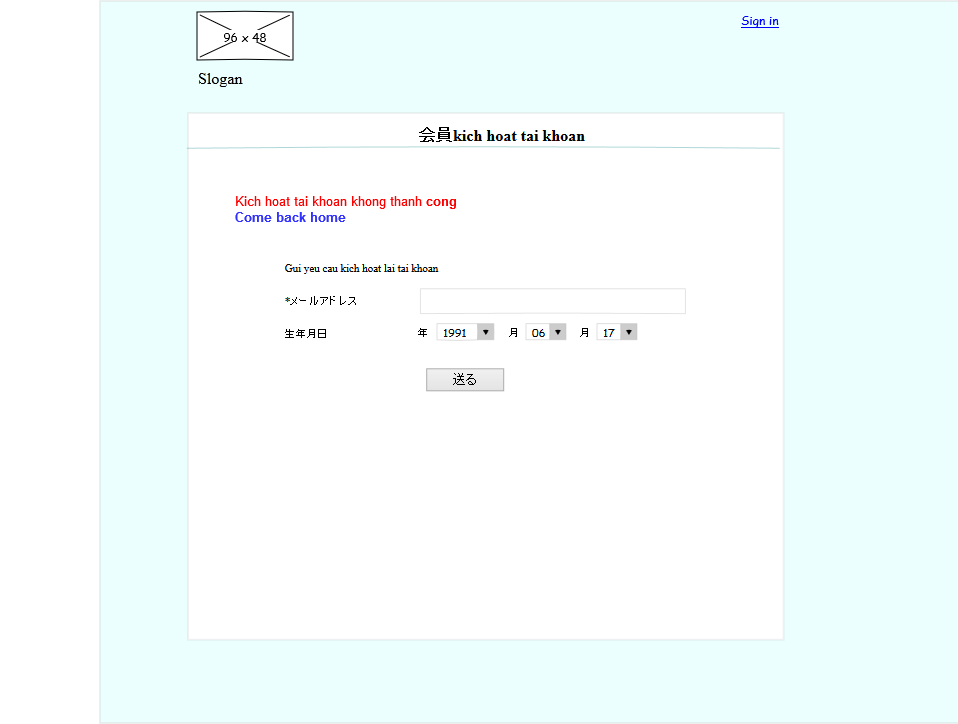 96 x 48
Sign in
Slogan
会員kich hoat tai khoan
Kich hoat tai khoan khong thanh cong
Come back home
Gui yeu cau kich hoat lai tai khoan
*メールアドレス
生年月日 年 1991 月 06 月 17
送る